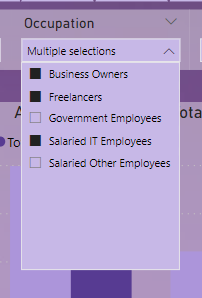 Occupation
Multiple selections
Business Owners
Freelancers
Government Employees
Salaried IT Employees
Salaried Other Employees